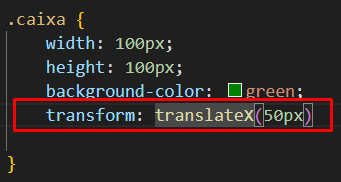 .caixa {
width: 100px;
height: 100px;
background-color: green;
transform: translateX(50px)
}